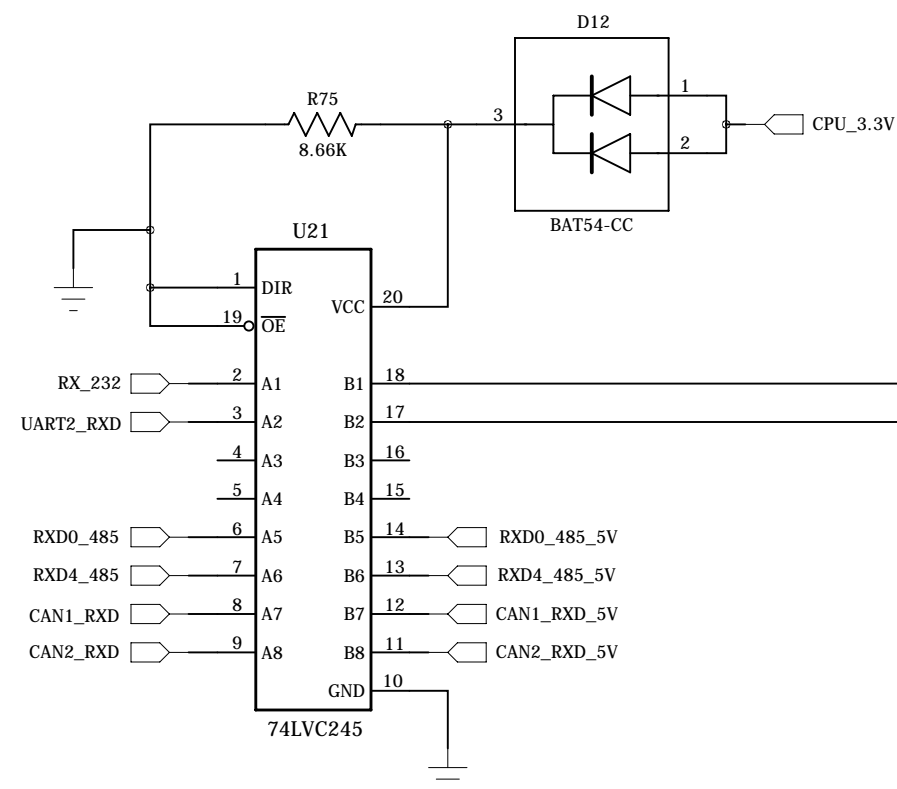 D12
R75
8.66K
3
1
2
CPU_3.3V
BAT54-CC
U21
1 DIR
VCC 20
19 OE
RX_232 2 A1 B1 18
UART2_RXD 3 A2 B2 17
4 A3 B3 16
5 A4 B4 15
RXD0_485 6 A5 B5 14 RXD0_485_5V
RXD4_485 7 A6 B6 13 RXD4_485_5V
CAN1_RXD 8 A7 B7 12 CAN1_RXD_5V
CAN2_RXD 9 A8 B8 11 CAN2_RXD_5V
GND 10
74LVC245